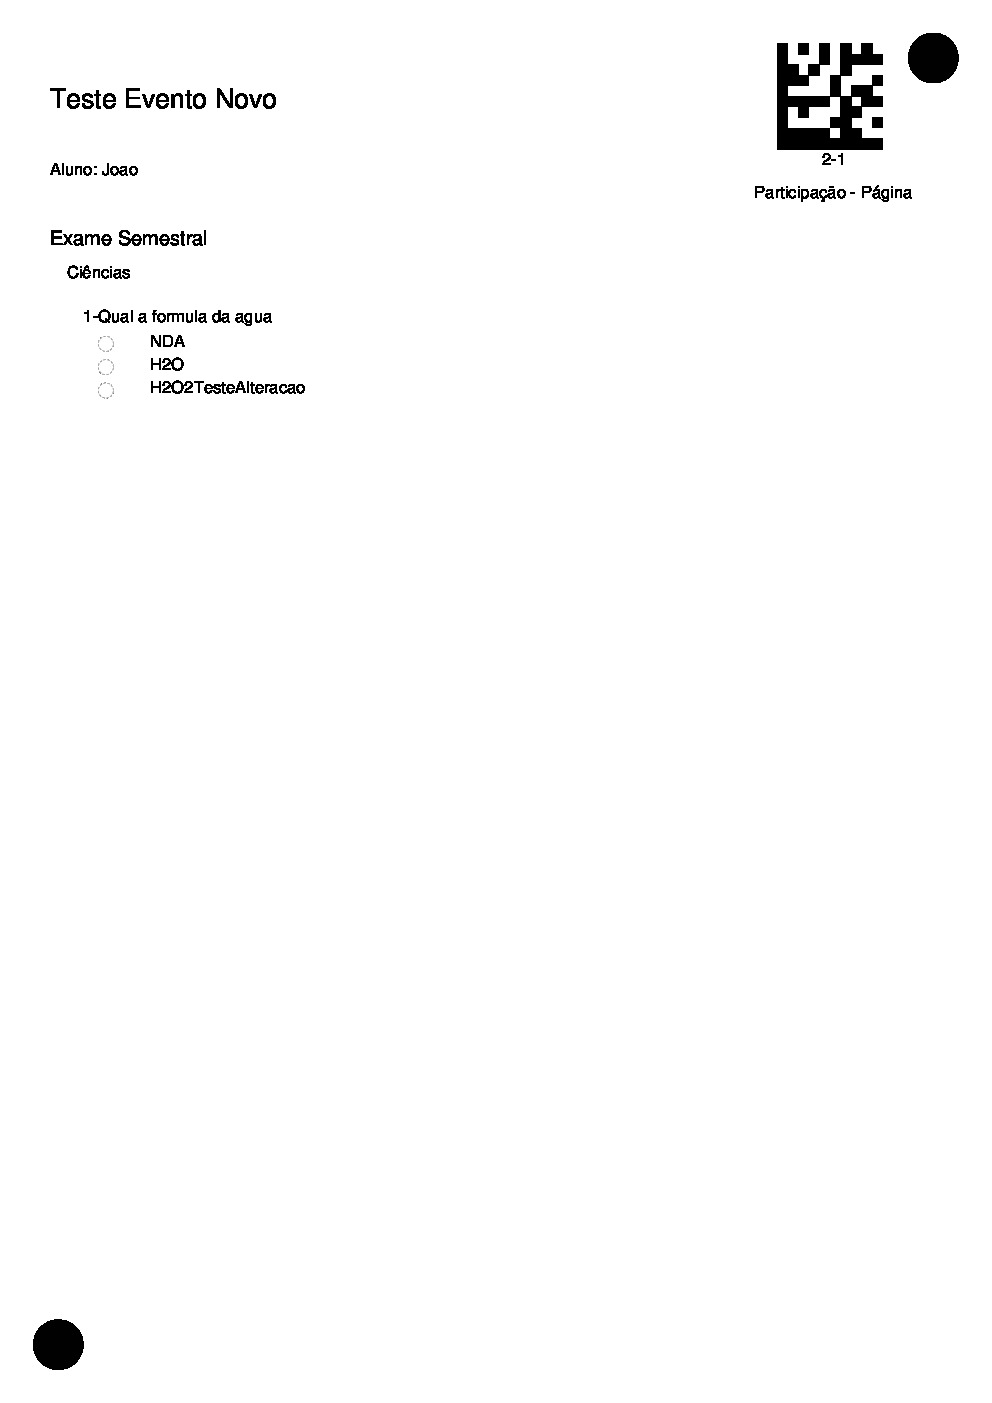 Teste Evento Novo
2-1
Aluno: Joao
Participação - Página
Exame Semestral
Ciências
1-Qual a formula da agua
NDA
H2O
H2O2TesteAlteracao